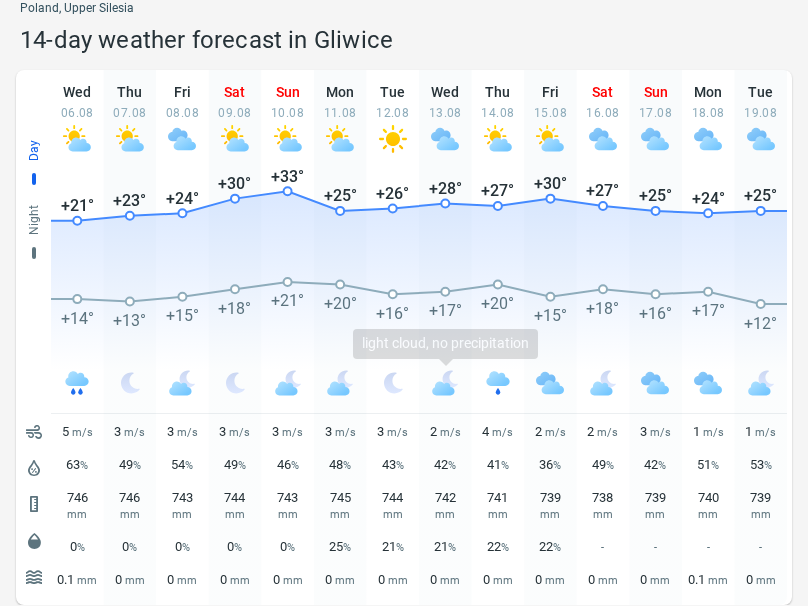 Poland, Upper Silesia
14-day weather forecast in Gliwice
Wed Thu Fri Sat Sun Mon Tue Wed Thu Fri Sat Sun Mon Tue
06.08 07.08 08.08 09.08 10.08 11.08 12.08 13.08 14.08 15.08 16.08 17.08 18.08 19.08
Day
+21° +23° +24° +30° +33° +25° +26° +28° +27° +30° +27° +25° +24° +25°
Night
+14° +13° +15° +18° +21° +20° +16° +17° +20° +15° +18° +16° +17° +12°
light cloud, no precipitation
5 m/s 3 m/s 3 m/s 3 m/s 3 m/s 3 m/s 3 m/s 2 m/s 4 m/s 2 m/s 2 m/s 3 m/s 1 m/s 1 m/s
63% 49% 54% 49% 46% 48% 43% 42% 41% 36% 49% 42% 51% 53%
746 746 743 744 743 745 744 742 741 739 738 739 740 739
mm mm mm mm mm mm mm mm mm mm mm mm mm mm
0% 0% 0% 0% 0% 25% 21% 21% 22% 22% - - - -
0.1 mm 0 mm 0 mm 0 mm 0 mm 0 mm 0 mm 0 mm 0 mm 0 mm 0 mm 0 mm 0.1 mm 0 mm